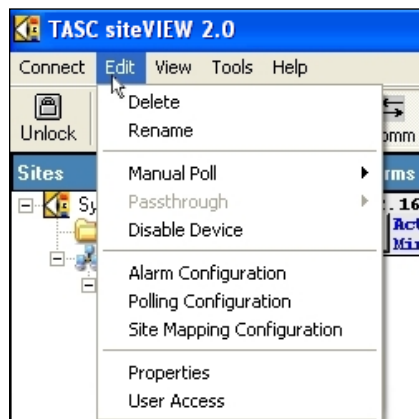 TASC siteVIEW 2.0
Connect Edit View Tools Help
Unlock
Sites
Delete
Rename
Manual Poll
Passthrough
Disable Device
Alarm Configuration
Polling Configuration
Site Mapping Configuration
Properties
User Access